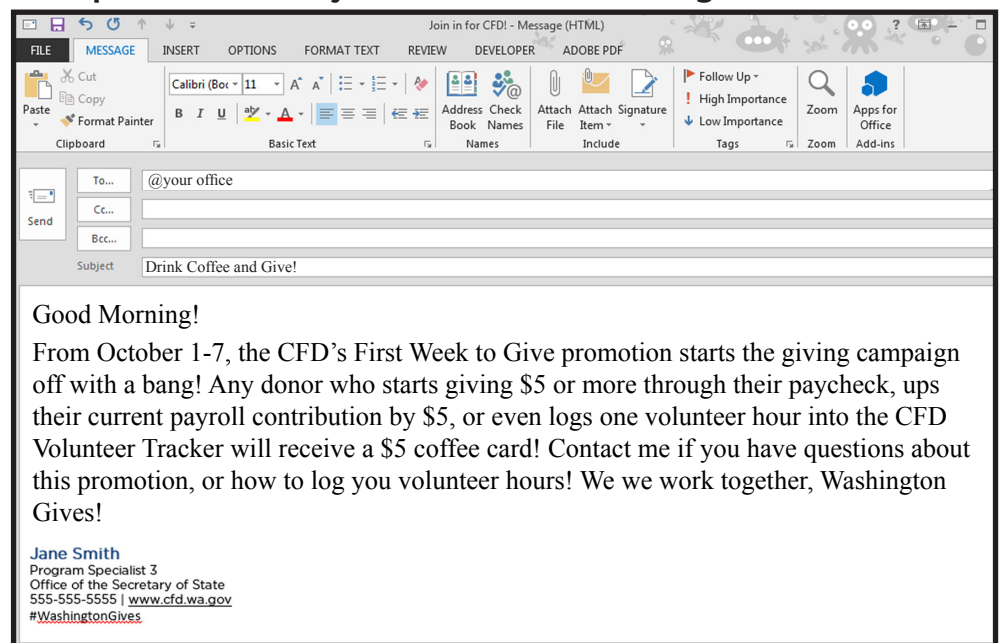 Join in for CFD! - Message (HTML)
?
FILE MESSAGE INSERT OPTIONS FORMAT TEXT REVIEW DEVELOPER ADOBE PDF
Paste
Cut
Copy
Format Painter
Clipboard
Calibri (Boc 11 A A
B I U aby A
Basic Text
Address Book
Check Names
Names
Attach File
Attach Item
Signature
Include
Follow Up
High Importance
Low Importance
Tags
Zoom
Zoom
Apps for Office
Add-ins
Send
To... @your office
Cc...
Bcc...
Subject Drink Coffee and Give!
Good Morning!
From October 1-7, the CFD’s First Week to Give promotion starts the giving campaign
off with a bang! Any donor who starts giving $5 or more through their paycheck, ups
their current payroll contribution by $5, or even logs one volunteer hour into the CFD
Volunteer Tracker will receive a $5 coffee card! Contact me if you have questions about
this promotion, or how to log you volunteer hours! We we work together, Washington
Gives!
Jane Smith
Program Specialist 3
Office of the Secretary of State
555-555-5555 | www.cfd.wa.gov
#WashingtonGives